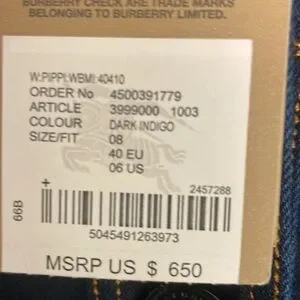 BURBERRY CHECK ARE TRADE MARKS
BELONGING TO BURBERRY LIMITED.
W:PIPPI:WBMI:40410
ORDER No 4500391779
ARTICLE 3999000 1003
COLOUR DARK INDIGO
SIZE/FIT 08
40 EU
06 US
+ 2457288
66B
5045491263973
MSRP US $ 650